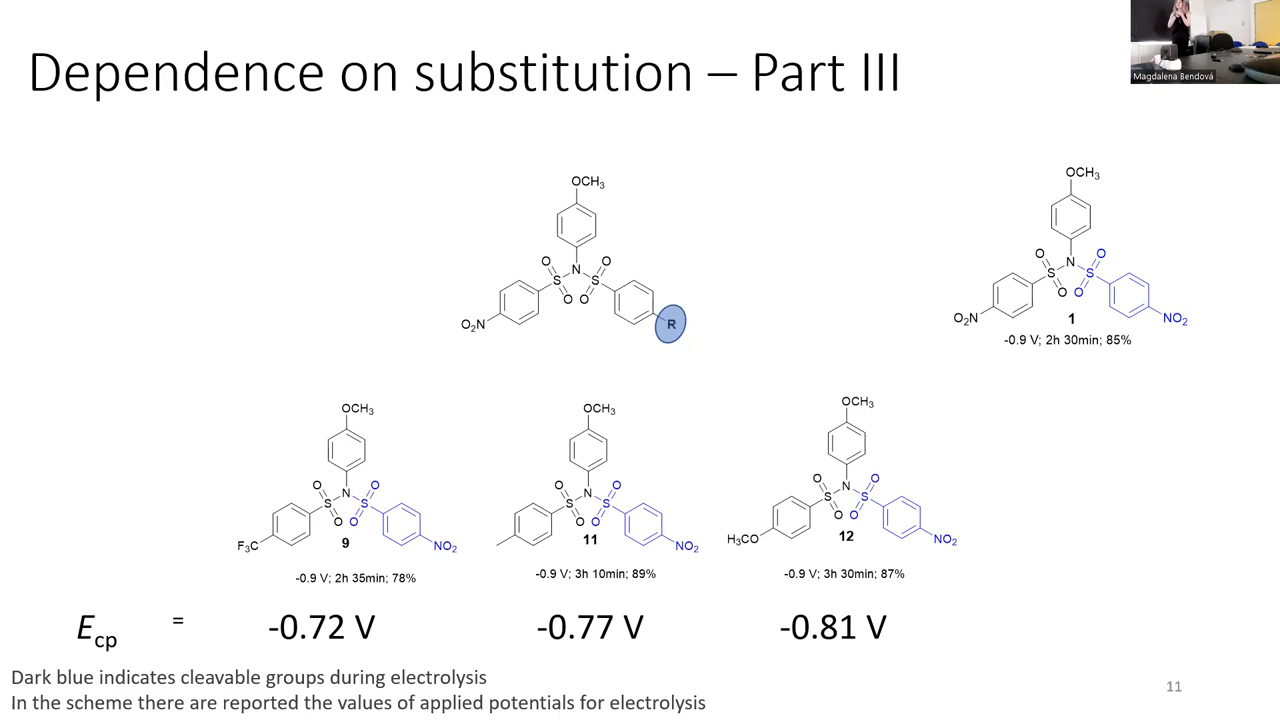 Dependence on substitution – Part III
Magdalena Bendová
OCH3
O O
N
S S
O O
O2N
R
OCH3
O O
N
S S
O O
O2N
NO2
1
-0.9 V; 2h 30min; 85%
OCH3
O O
N
S S
O O
F3C
NO2
9
-0.9 V; 2h 35min; 78%
OCH3
O O
N
S S
O O
NO2
11
-0.9 V; 3h 10min; 89%
OCH3
O O
N
S S
O O
H3CO
NO2
12
-0.9 V; 3h 30min; 87%
Ecp = -0.72 V -0.77 V -0.81 V
Dark blue indicates cleavable groups during electrolysis
In the scheme there are reported the values of applied potentials for electrolysis
11